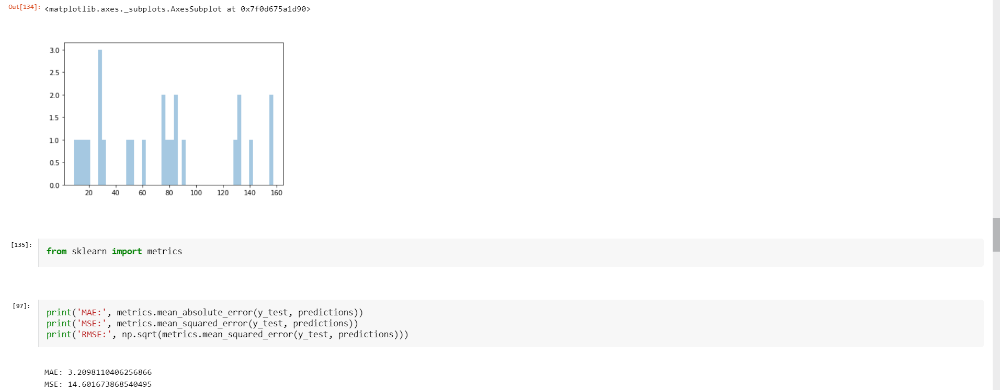 Out[134]: <matplotlib.axes._subplots.AxesSubplot at 0x7f0d675a1d90>
3.0
2.5
2.0
1.5
1.0
0.5
0.0
20 40 60 80 100 120 140 160
[135]: from sklearn import metrics
[97]: print('MAE:', metrics.mean_absolute_error(y_test, predictions))
print('MSE:', metrics.mean_squared_error(y_test, predictions))
print('RMSE:', np.sqrt(metrics.mean_squared_error(y_test, predictions)))
MAE: 3.2098110406256866
MSE: 14.601673868540495